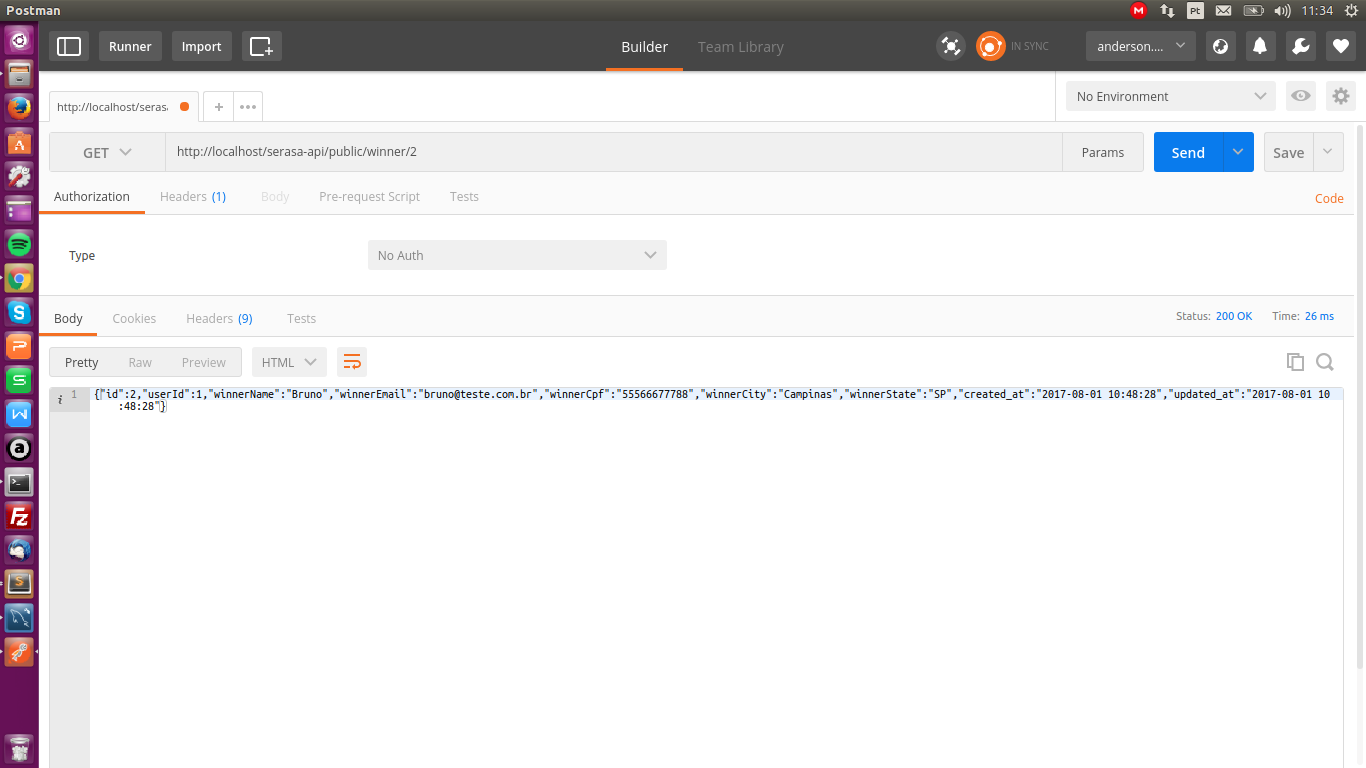 Postman
Pt
11:34
Runner
Import
Builder
Team Library
IN SYNC
anderson....
http://localhost/seras
No Environment
GET
http://localhost/serasa-api/public/winner/2
Params
Send
Save
Authorization
Headers (1)
Body
Pre-request Script
Tests
Code
Type
No Auth
Body
Cookies
Headers (9)
Tests
Status: 200 OK
Time: 26 ms
Pretty
Raw
Preview
HTML
i
1
{"id":2,"userId":1,"winnerName":"Bruno","winnerEmail":"bruno@teste.com.br","winnerCpf":"55566677788","winnerCity":"Campinas","winnerState":"SP","created_at":"2017-08-01 10:48:28","updated_at":"2017-08-01 10
:48:28"}